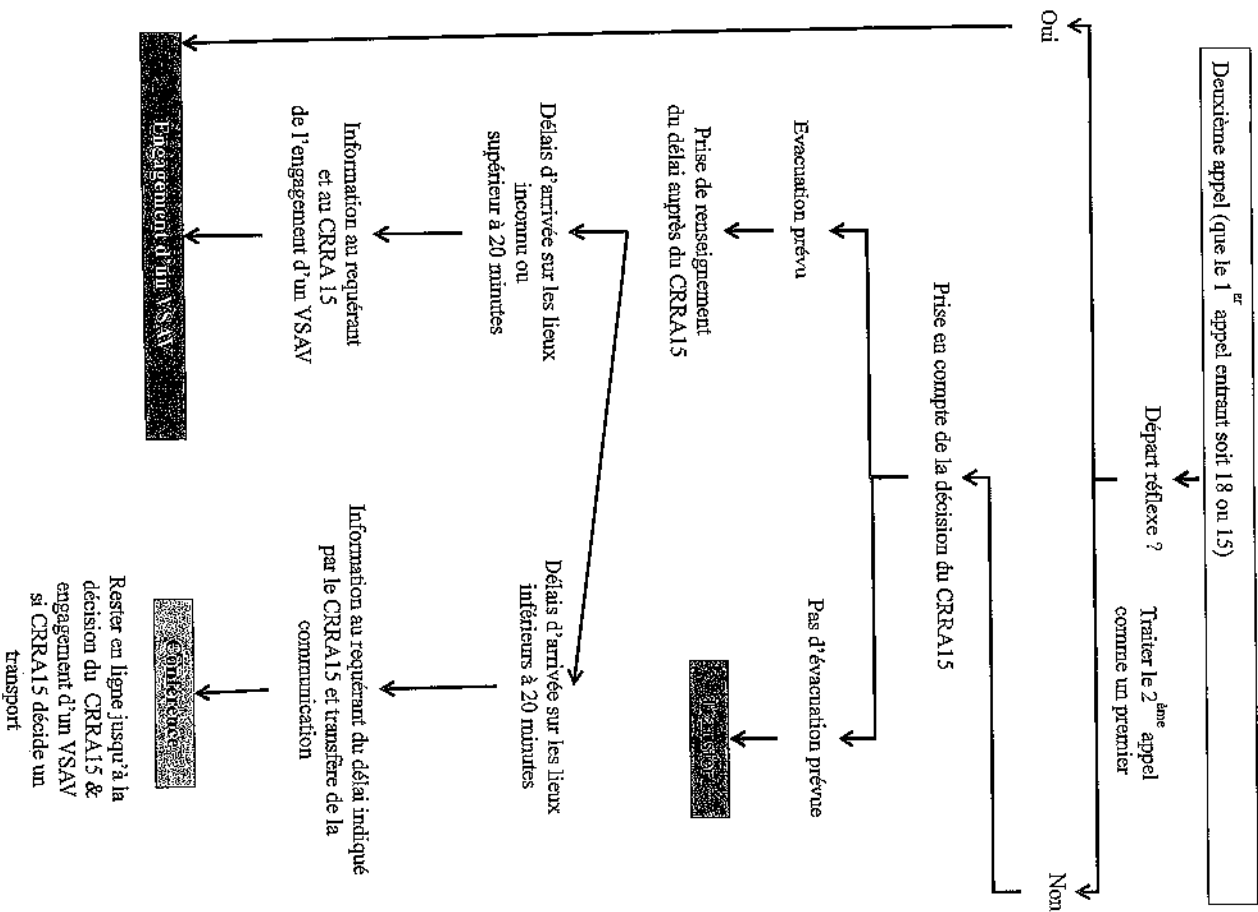 Deuxième appel (que le 1er appel entrant soit 18 ou 15)
Départ réflexe ?
Traiter le 2ème appel
comme un premier
Oui
Non
Prise en compte de la décision du CRRA15
Evacuation prévu
Pas d'évacuation prévue
Prise de renseignement
du délai auprès du CRRA15
Délais d'arrivée sur les lieux
inconnu ou
supérieur à 20 minutes
Délais d'arrivée sur les lieux
inférieurs à 20 minutes
Information au requérant
et au CRRA 15
de l'engagement d'un VSAV
Information au requérant du délai indiqué
par le CRRA15 et transfère de la
communication
Engagement d'un VSAV
Conférence
Rester en ligne jusqu'à la
décision du CRRA15 &
engagement d'un VSAV
si CRRA15 décide un
transport